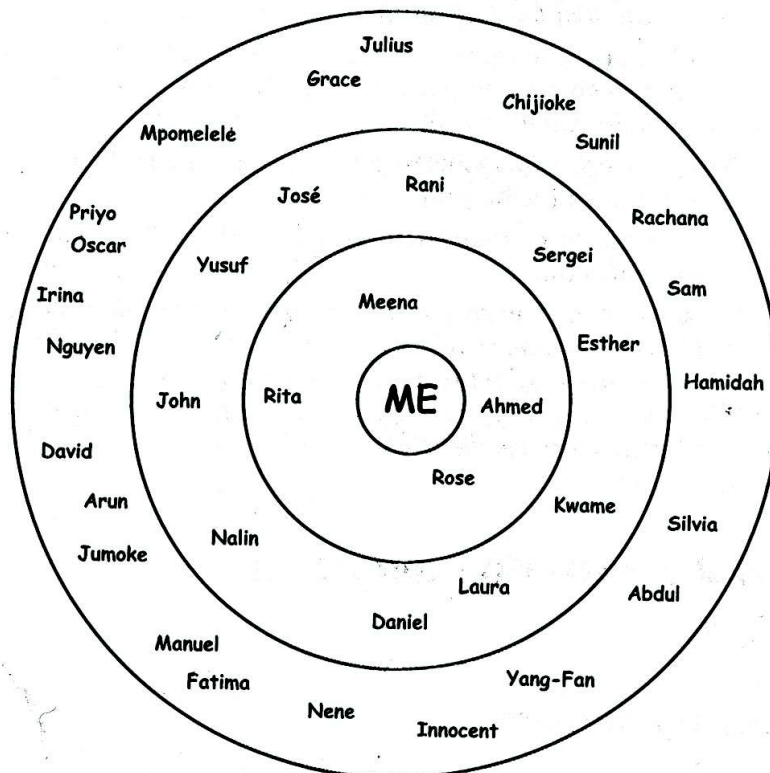 Julius
Grace
Chijioke
Mpomelelé
Sunil
José
Rani
Priyo
Rachana
Oscar
Yusuf
Sergei
Irina
Meena
Sam
Nguyen
Esther
John
Rita
ME
Ahmed
Hamidah
David
Rose
Arun
Kwame
Silvia
Jumoke
Nalin
Laura
Abdul
Daniel
Manuel
Fatima
Yang-Fan
Nene
Innocent